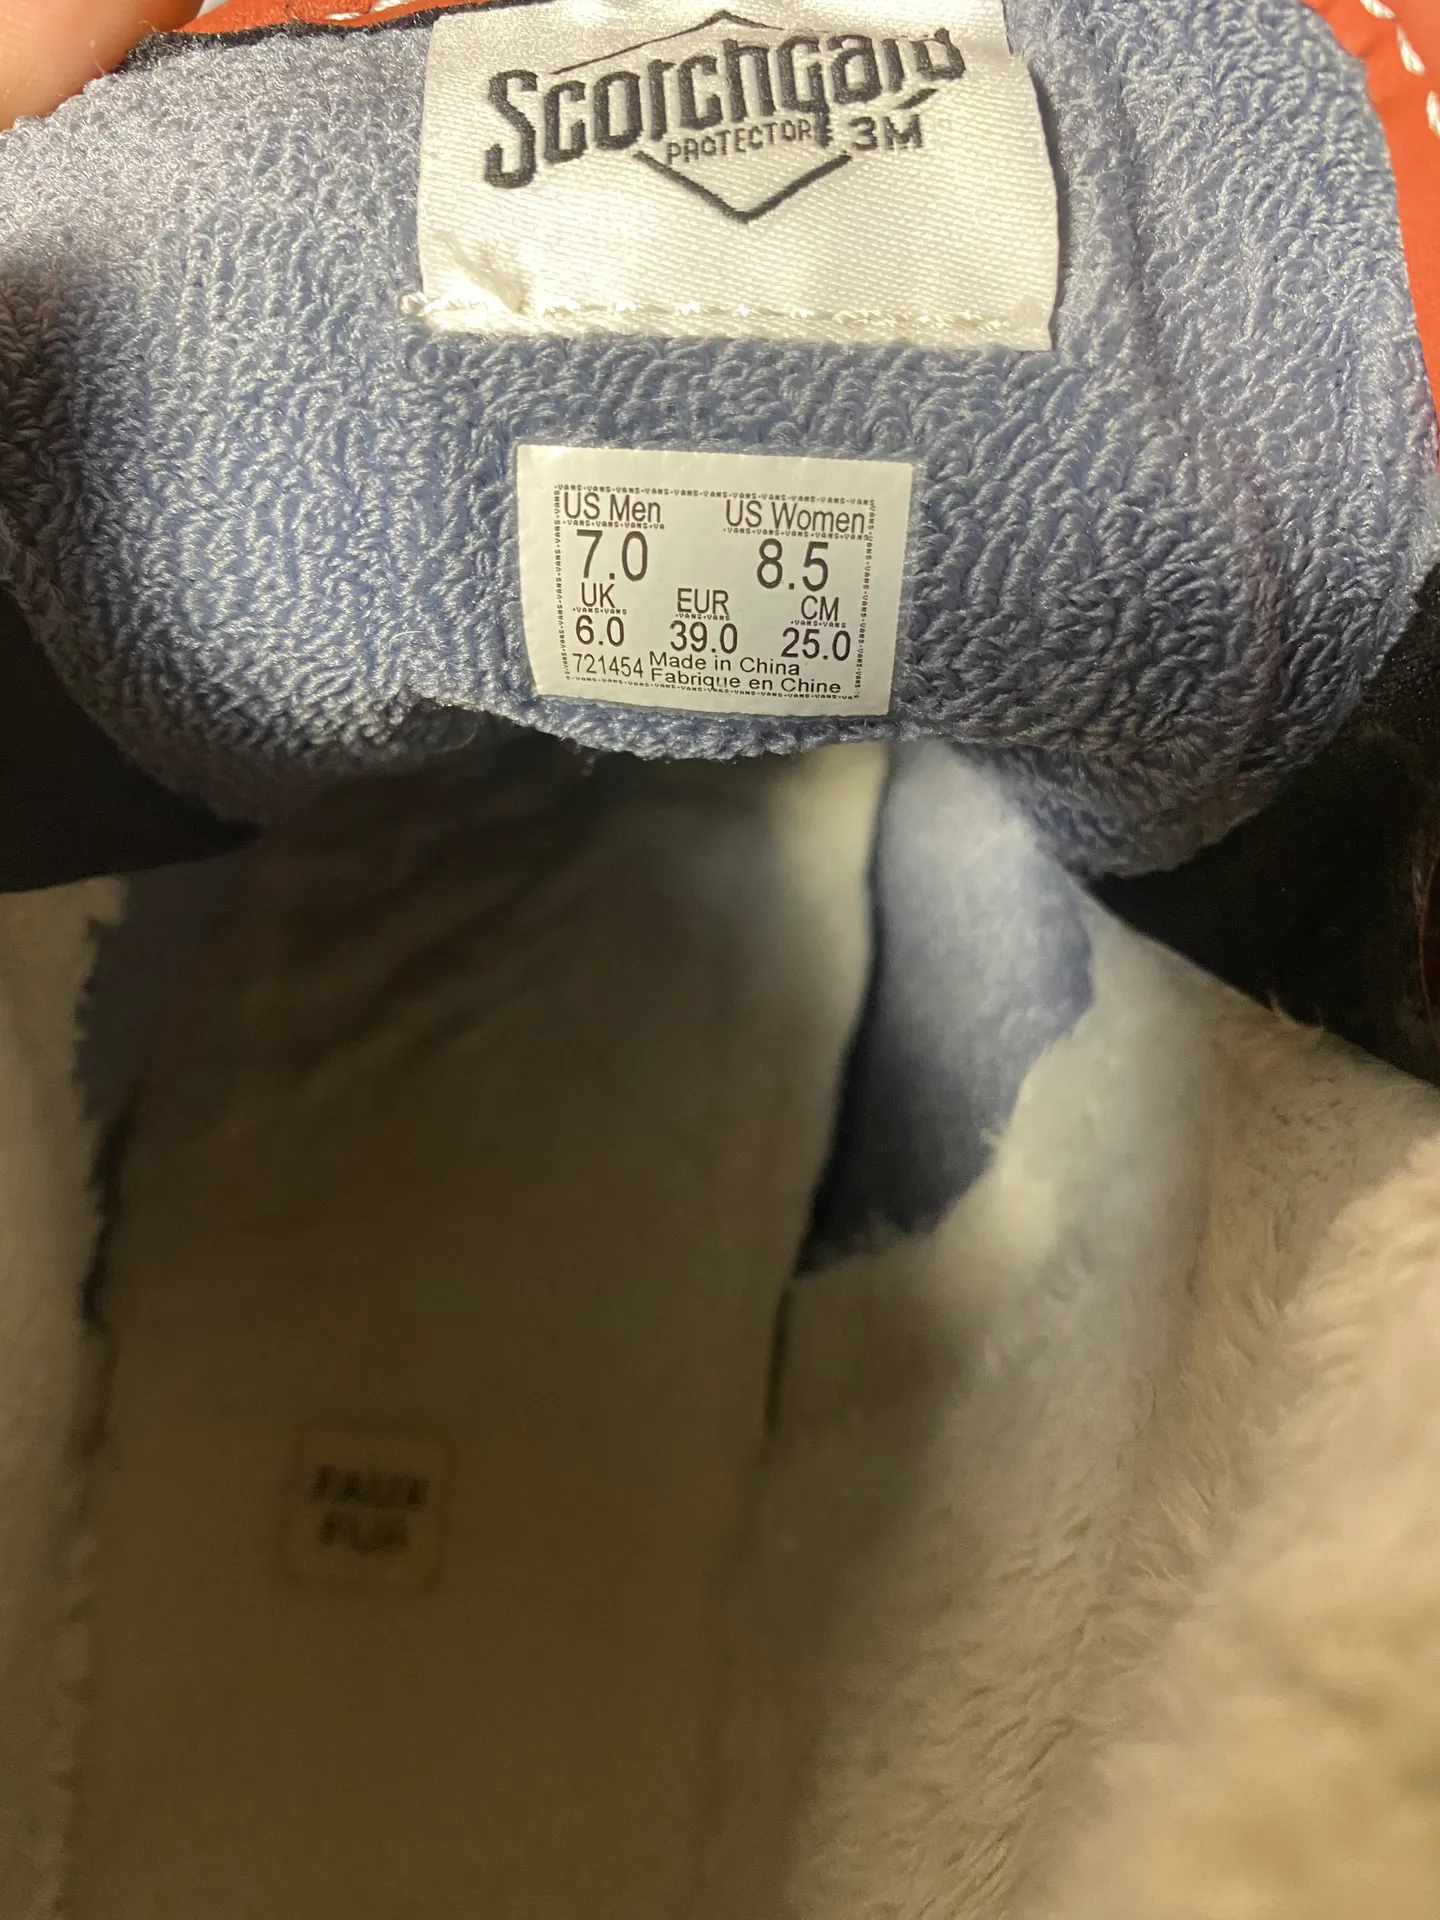 Scotchgard
PROTECTOR 3M
US Men US Women
7.0 8.5
UK EUR CM
6.0 39.0 25.0
721454 Made in China
Fabrique en Chine
FAUX
FUR